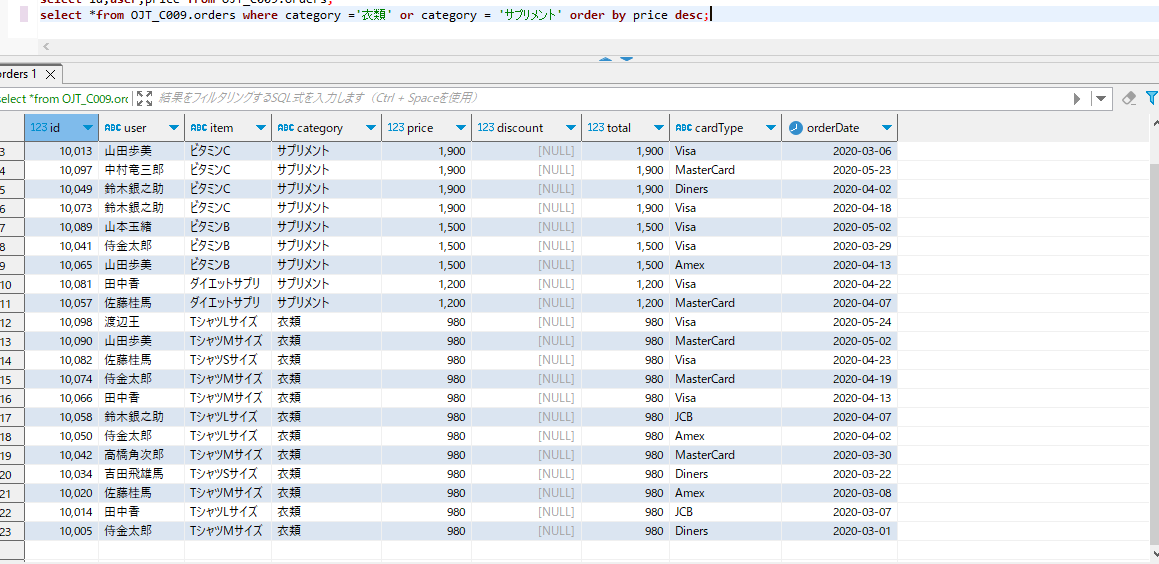 select id,user,price from OJT_C009.orders;
select *from OJT_C009.orders where category ='衣類' or category = 'サプリメント' order by price desc;
orders 1
select *from OJT_C009.orc 結果をフィルタリングするSQL式を入力します (Ctrl + Spaceを使用)
123 id ABC user ABC item ABC category 123 price 123 discount 123 total ABC cardType orderDate
3 10,013 山田歩美 ビタミンC サプリメント 1,900 [NULL] 1,900 Visa 2020-03-06
4 10,097 中村竜三郎 ビタミンC サプリメント 1,900 [NULL] 1,900 MasterCard 2020-05-23
5 10,049 鈴木銀之助 ビタミンC サプリメント 1,900 [NULL] 1,900 Diners 2020-04-02
6 10,073 鈴木銀之助 ビタミンC サプリメント 1,900 [NULL] 1,900 Visa 2020-04-18
7 10,089 山本玉緒 ビタミンB サプリメント 1,500 [NULL] 1,500 Visa 2020-05-02
8 10,041 侍金太郎 ビタミンB サプリメント 1,500 [NULL] 1,500 Visa 2020-03-29
9 10,065 山田歩美 ビタミンB サプリメント 1,500 [NULL] 1,500 Amex 2020-04-13
10 10,081 田中香 ダイエットサプリ サプリメント 1,200 [NULL] 1,200 Visa 2020-04-22
11 10,057 佐藤桂馬 ダイエットサプリ サプリメント 1,200 [NULL] 1,200 MasterCard 2020-04-07
12 10,098 渡辺王 TシャツLサイズ 衣類 980 [NULL] 980 Visa 2020-05-24
13 10,090 山田歩美 TシャツMサイズ 衣類 980 [NULL] 980 MasterCard 2020-05-02
14 10,082 佐藤桂馬 TシャツSサイズ 衣類 980 [NULL] 980 Visa 2020-04-23
15 10,074 侍金太郎 TシャツMサイズ 衣類 980 [NULL] 980 MasterCard 2020-04-19
16 10,066 田中香 TシャツMサイズ 衣類 980 [NULL] 980 Visa 2020-04-13
17 10,058 鈴木銀之助 TシャツLサイズ 衣類 980 [NULL] 980 JCB 2020-04-07
18 10,050 侍金太郎 TシャツLサイズ 衣類 980 [NULL] 980 Amex 2020-04-02
19 10,042 高橋角次郎 TシャツMサイズ 衣類 980 [NULL] 980 MasterCard 2020-03-30
20 10,034 吉田飛雄馬 TシャツSサイズ 衣類 980 [NULL] 980 Diners 2020-03-22
21 10,020 佐藤桂馬 TシャツMサイズ 衣類 980 [NULL] 980 Amex 2020-03-08
22 10,014 田中香 TシャツLサイズ 衣類 980 [NULL] 980 JCB 2020-03-07
23 10,005 侍金太郎 TシャツMサイズ 衣類 980 [NULL] 980 Diners 2020-03-01